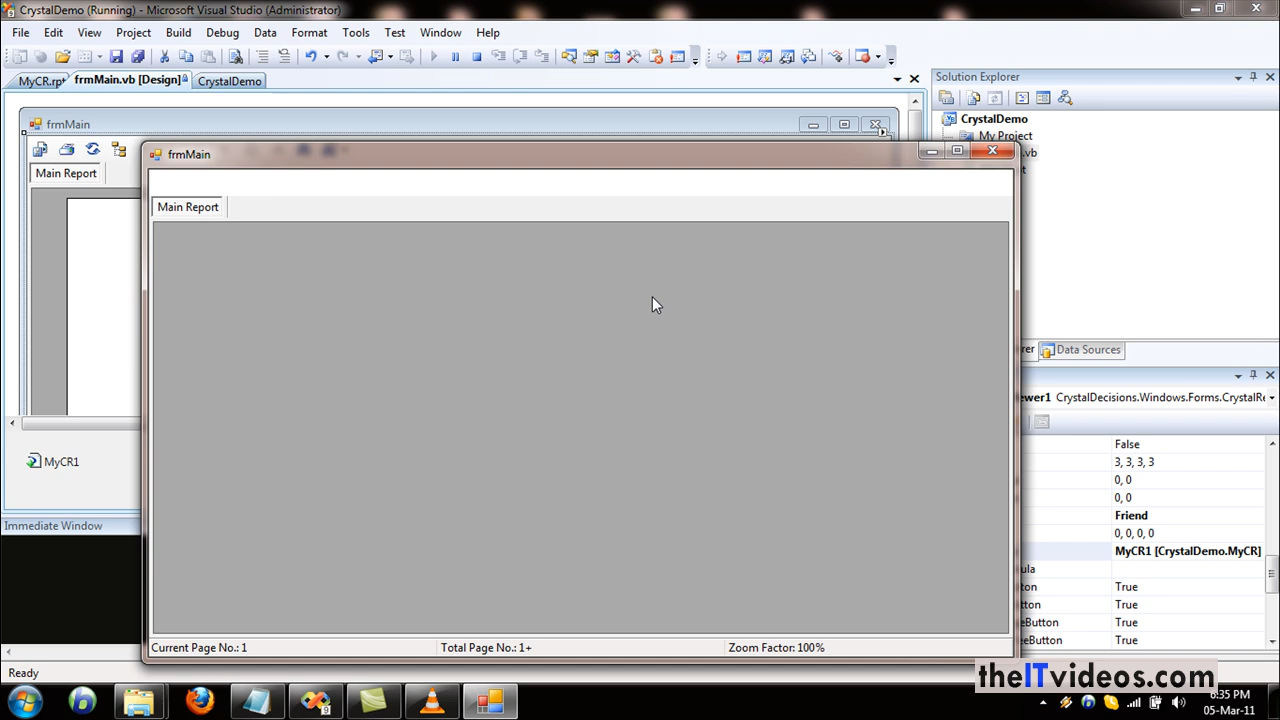 CrystalDemo (Running) - Microsoft Visual Studio (Administrator)
File Edit View Project Build Debug Data Format Tools Test Window Help
MyCR.rpt frmMain.vb [Design] CrystalDemo
Solution Explorer
frmMain
CrystalDemo
My Project
.vb
Main Report
frmMain
Main Report
Data Sources
CrystalDecisions.Windows.Forms.CrystalRe
False
3, 3, 3, 3
0, 0
0, 0
MyCR1
Friend
Immediate Window
0, 0, 0, 0
MyCR1 [CrystalDemo.MyCR]
True
True
True
True
Current Page No.: 1 Total Page No.: 1+ Zoom Factor: 100%
Ready
theITvideos.com
6:35 PM
05-Mar-11